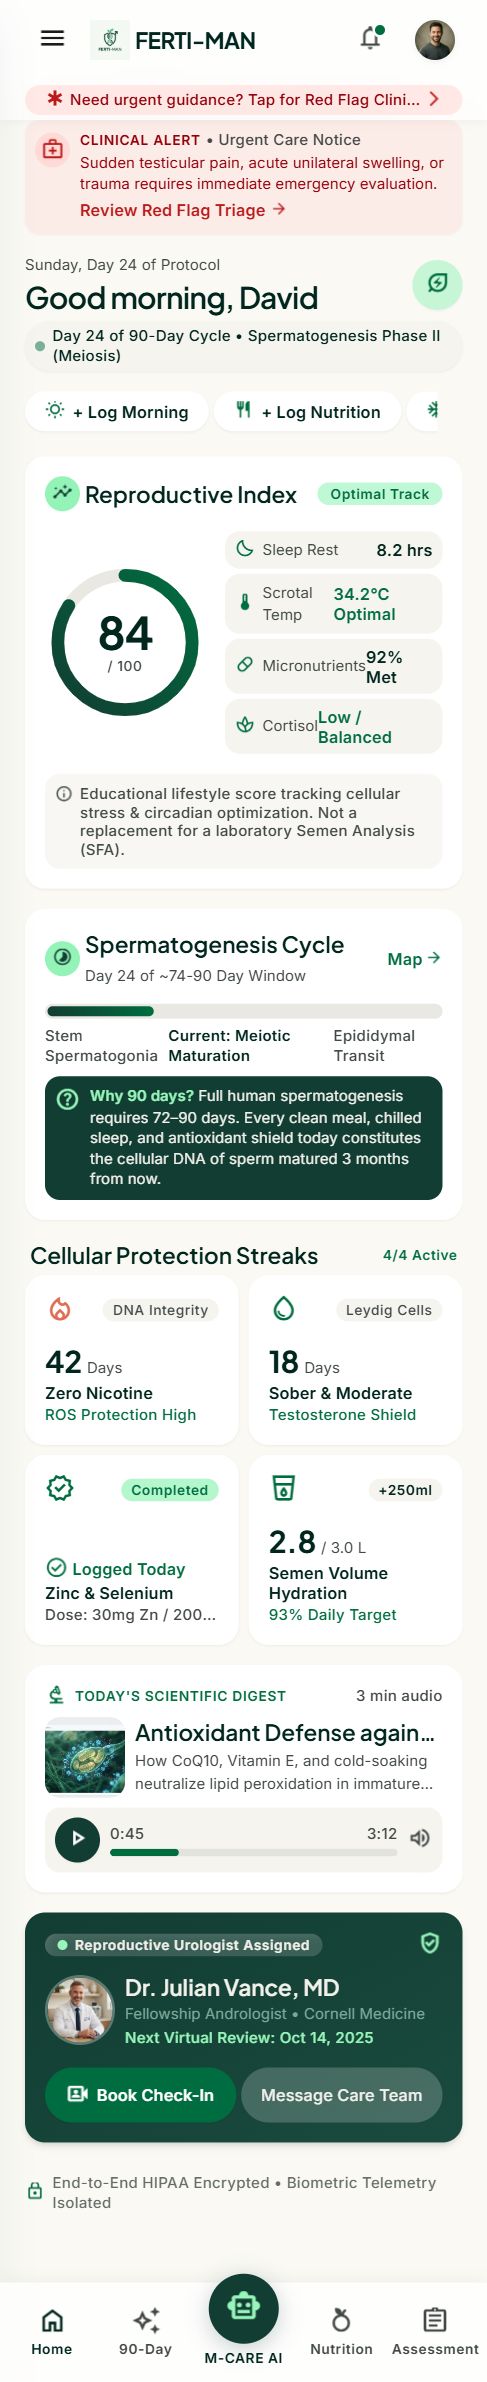 FERTI-MAN
FERTI-MAN
Need urgent guidance? Tap for Red Flag Clini...
CLINICAL ALERT • Urgent Care Notice
Sudden testicular pain, acute unilateral swelling, or
trauma requires immediate emergency evaluation.
Review Red Flag Triage →
Sunday, Day 24 of Protocol
Good morning, David
Day 24 of 90-Day Cycle • Spermatogenesis Phase II
(Meiosis)
+ Log Morning
+ Log Nutrition
Reproductive Index
Optimal Track
84
/ 100
Sleep Rest 8.2 hrs
Scrotal
Temp
34.2°C
Optimal
Micronutrients
92%
Met
Cortisol
Low /
Balanced
Educational lifestyle score tracking cellular
stress & circadian optimization. Not a
replacement for a laboratory Semen Analysis
(SFA).
Spermatogenesis Cycle
Day 24 of ~74-90 Day Window
Map →
Stem
Spermatogonia
Current: Meiotic
Maturation
Epididymal
Transit
Why 90 days? Full human spermatogenesis
requires 72–90 days. Every clean meal, chilled
sleep, and antioxidant shield today constitutes
the cellular DNA of sperm matured 3 months
from now.
Cellular Protection Streaks
4/4 Active
DNA Integrity
42 Days
Zero Nicotine
ROS Protection High
Leydig Cells
18 Days
Sober & Moderate
Testosterone Shield
Completed
Logged Today
Zinc & Selenium
Dose: 30mg Zn / 200...
+250ml
2.8 / 3.0 L
Semen Volume
Hydration
93% Daily Target
TODAY'S SCIENTIFIC DIGEST
3 min audio
Antioxidant Defense again...
How CoQ10, Vitamin E, and cold-soaking
neutralize lipid peroxidation in immature...
0:45
3:12
Reproductive Urologist Assigned
Dr. Julian Vance, MD
Fellowship Andrologist • Cornell Medicine
Next Virtual Review: Oct 14, 2025
Book Check-In
Message Care Team
End-to-End HIPAA Encrypted • Biometric Telemetry
Isolated
Home
90-Day
M-CARE AI
Nutrition
Assessment